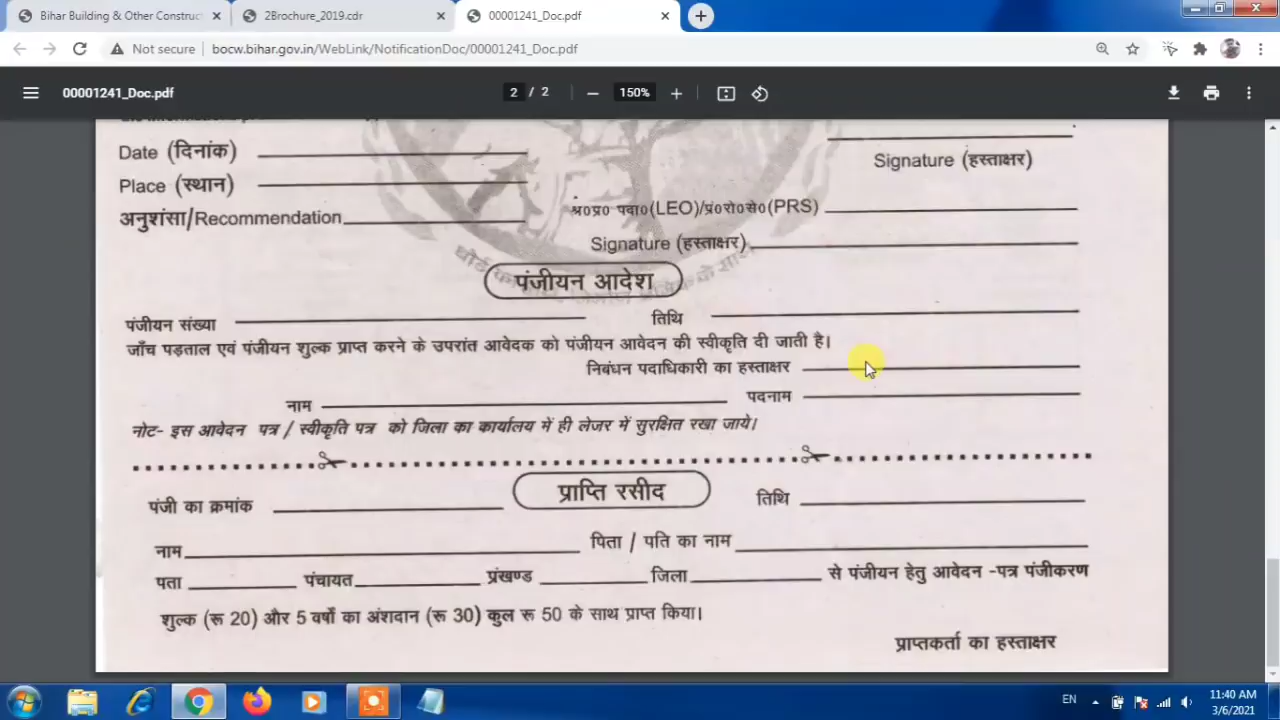 Bihar Building & Other Construct
2Brochure_2019.cdr
00001241_Doc.pdf
Not secure
bocw.bihar.gov.in/WebLink/NotificationDoc/00001241_Doc.pdf
00001241_Doc.pdf
2 / 2
150%
Date (दिनांक)
Signature (हस्ताक्षर)
Place (स्थान)
अनुशंसा/Recommendation
श्र०प्र० पदा०(LEO)/प्र०रो०से०(PRS)
Signature (हस्ताक्षर)
पंजीयन आदेश
पंजीयन संख्या
तिथि
जाँच पड़ताल एवं पंजीयन शुल्क प्राप्त करने के उपरांत आवेदक को पंजीयन आवेदन की स्वीकृति दी जाती है।
निबंधन पदाधिकारी का हस्ताक्षर
नाम
पदनाम
नोट- इस आवेदन पत्र / स्वीकृति पत्र को जिला का कार्यालय में ही लेजर में सुरक्षित रखा जाये।
प्राप्ति रसीद
पंजी का क्रमांक
तिथि
नाम
पिता / पति का नाम
पता
पंचायत
प्रंखण्ड
जिला
से पंजीयन हेतु आवेदन -पत्र पंजीकरण
शुल्क (रू 20) और 5 वर्षो का अंशदान (रू 30) कुल रू 50 के साथ प्राप्त किया।
प्राप्तकर्ता का हस्ताक्षर
EN
11:40 AM
3/6/2021